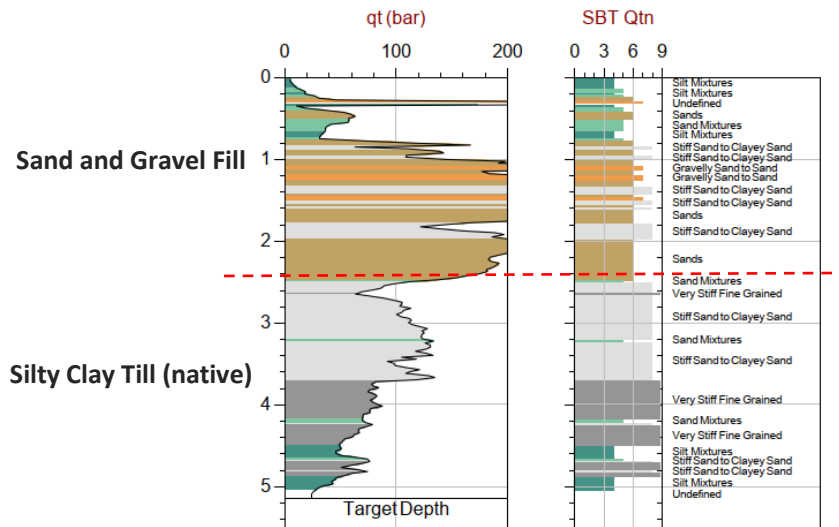 qt (bar)
SBT Qtn
0 100 200
0 3 6 9
0
1
2
3
4
5
Sand and Gravel Fill
Silty Clay Till (native)
Silt Mixtures
Silt Mixtures
Undefined
Sands
Sand Mixtures
Silt Mixtures
Stiff Sand to Clayey Sand
Stiff Sand to Clayey Sand
Gravelly Sand to Sand
Gravelly Sand to Sand
Stiff Sand to Clayey Sand
Stiff Sand to Clayey Sand
Sands
Stiff Sand to Clayey Sand
Sands
Sand Mixtures
Very Stiff Fine Grained
Stiff Sand to Clayey Sand
Sand Mixtures
Stiff Sand to Clayey Sand
Very Stiff Fine Grained
Sand Mixtures
Very Stiff Fine Grained
Silt Mixtures
Stiff Sand to Clayey Sand
Stiff Sand to Clayey Sand
Silt Mixtures
Undefined
Target Depth